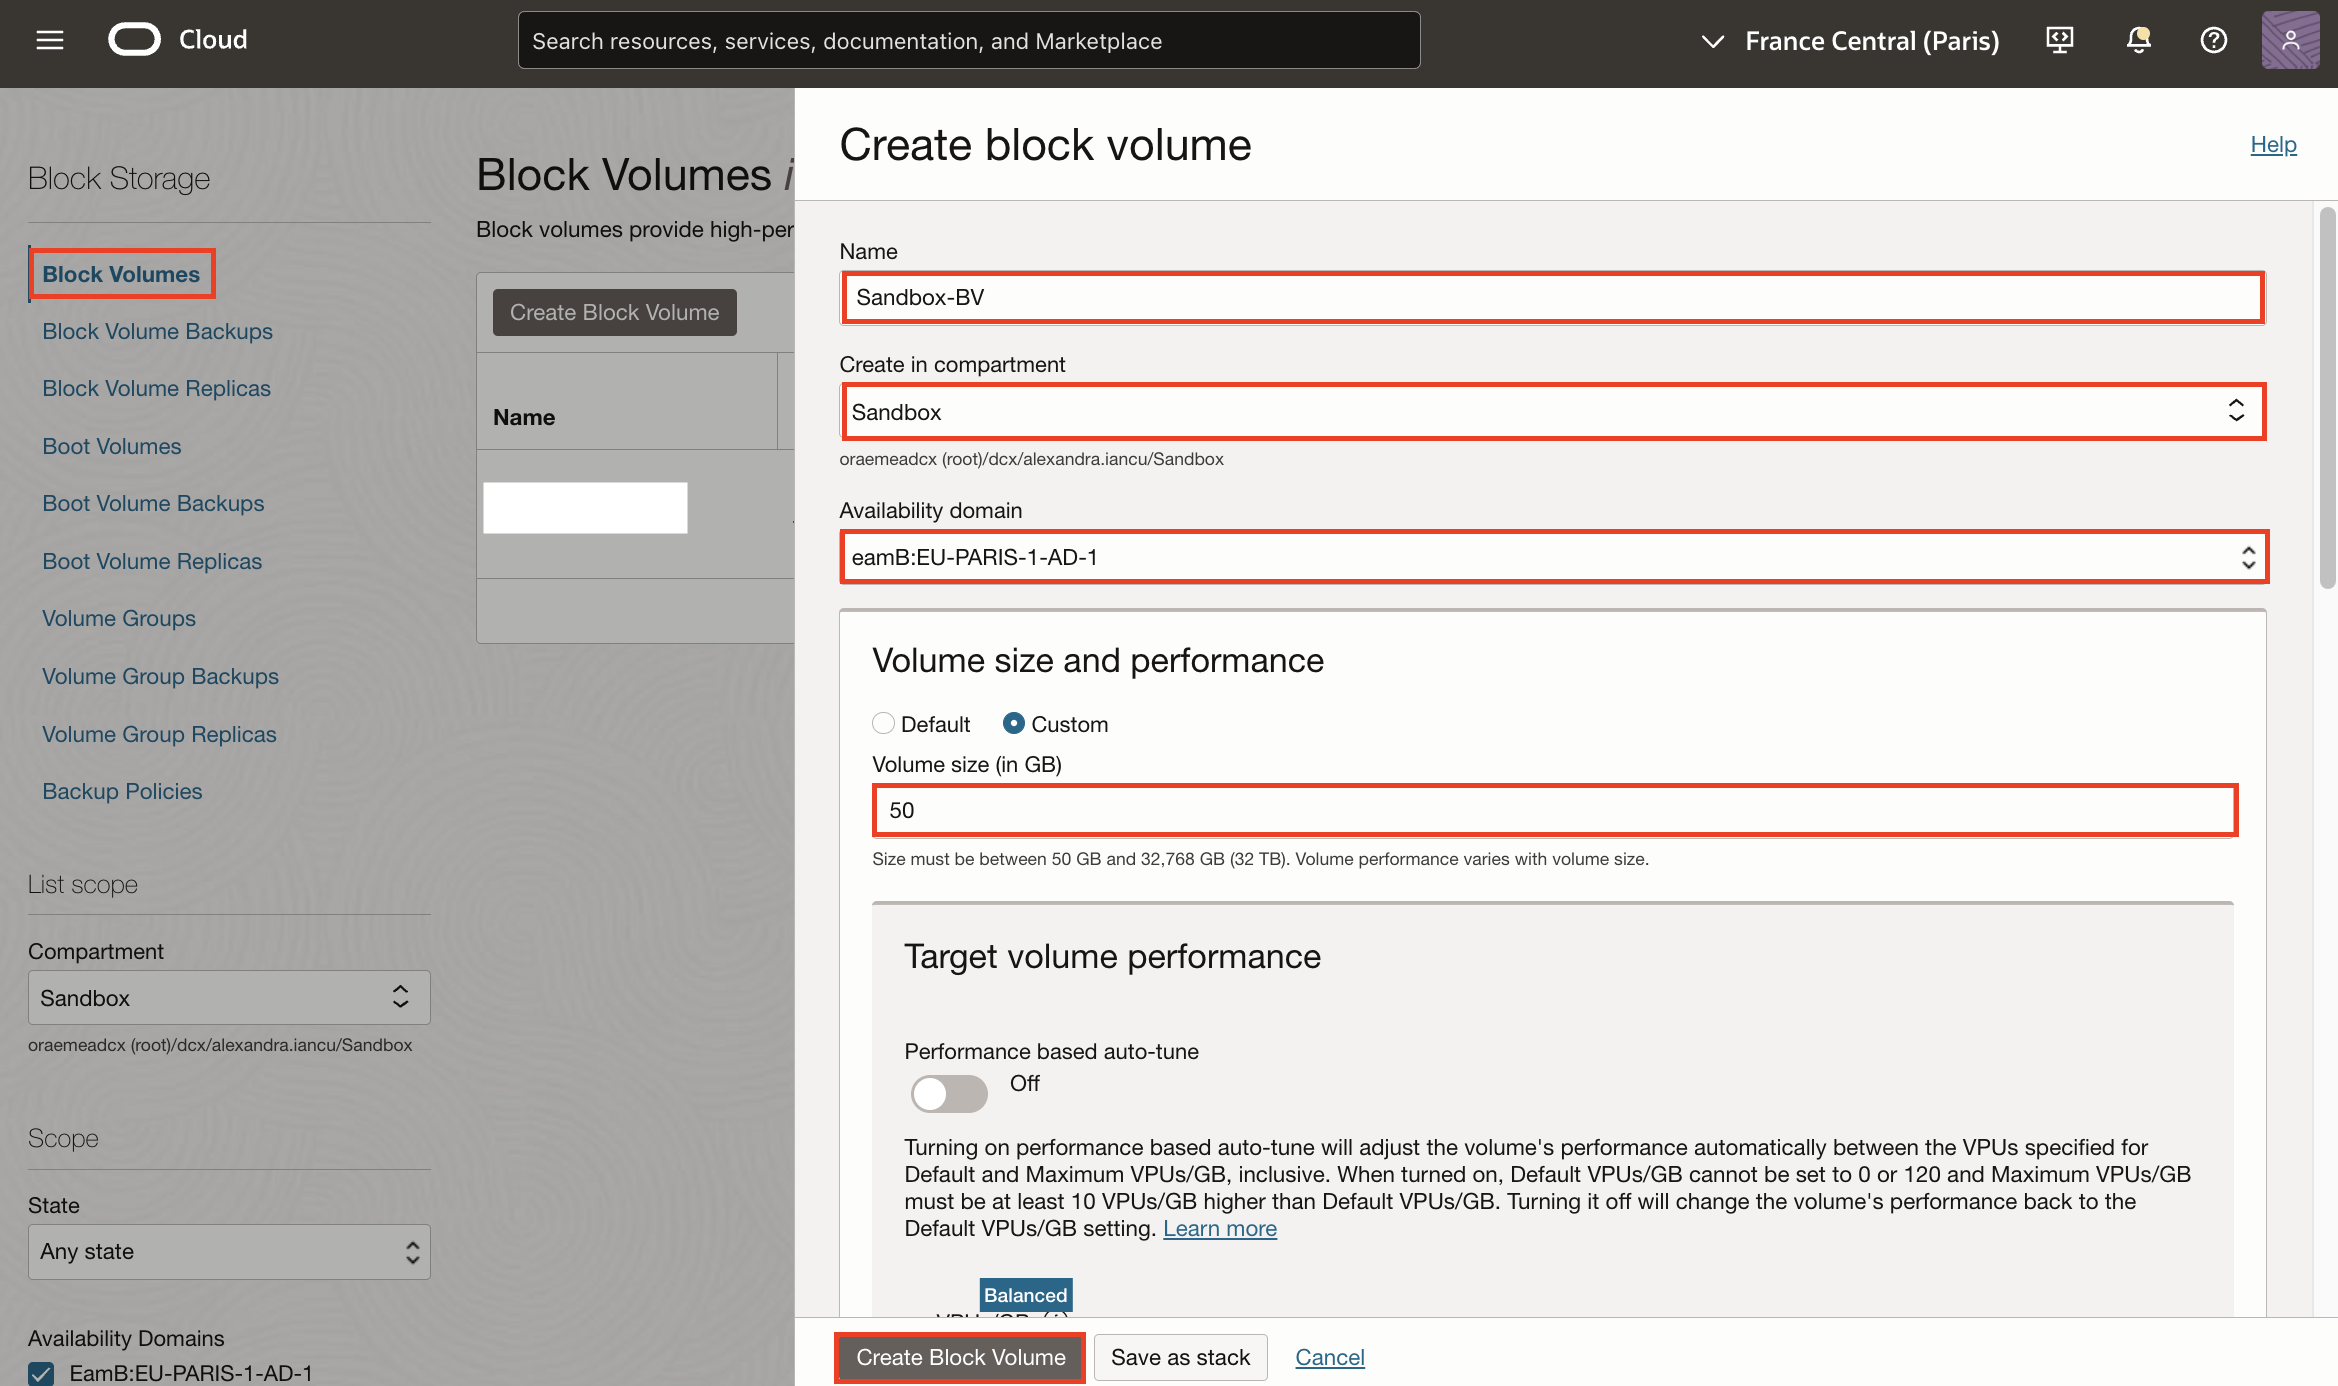 Cloud
Search resources, services, documentation, and Marketplace
France Central (Paris)
Block Storage
Block Volumes
Block Volume Backups
Block Volume Replicas
Boot Volumes
Boot Volume Backups
Boot Volume Replicas
Volume Groups
Volume Group Backups
Volume Group Replicas
Backup Policies
List scope
Compartment
Sandbox
oraemeadcx (root)/dcx/alexandra.iancu/Sandbox
Scope
State
Any state
Availability Domains
EamB:EU-PARIS-1-AD-1
Block Volumes i
Block volumes provide high-per
Create Block Volume
Name
Create block volume
Help
Name
Sandbox-BV
Create in compartment
Sandbox
oraemeadcx (root)/dcx/alexandra.iancu/Sandbox
Availability domain
eamB:EU-PARIS-1-AD-1
Volume size and performance
Default
Custom
Volume size (in GB)
50
Size must be between 50 GB and 32,768 GB (32 TB). Volume performance varies with volume size.
Target volume performance
Performance based auto-tune
Off
Turning on performance based auto-tune will adjust the volume's performance automatically between the VPUs specified for
Default and Maximum VPUs/GB, inclusive. When turned on, Default VPUs/GB cannot be set to 0 or 120 and Maximum VPUs/GB
must be at least 10 VPUs/GB higher than Default VPUs/GB. Turning it off will change the volume's performance back to the
Default VPUs/GB setting. Learn more
Balanced
Create Block Volume
Save as stack
Cancel